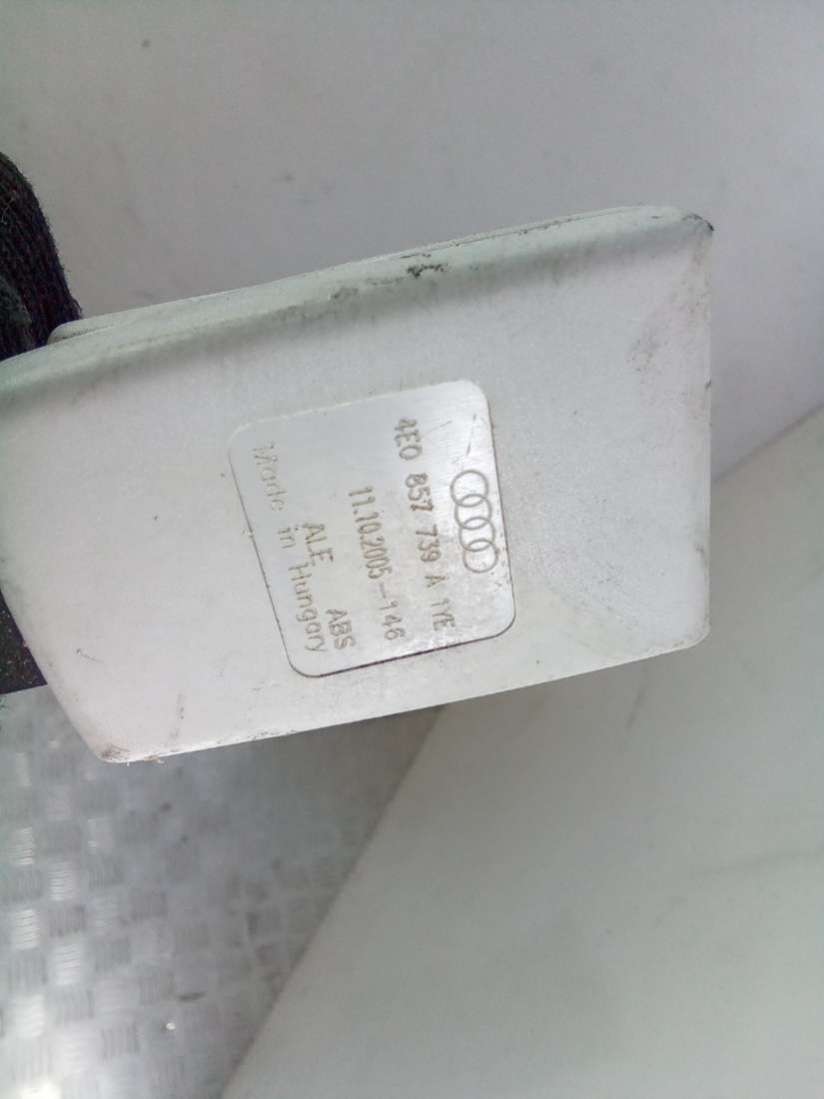 4E0 857 739 A 1YE
11.10.2005-146
ALE ABS
Made in Hungary